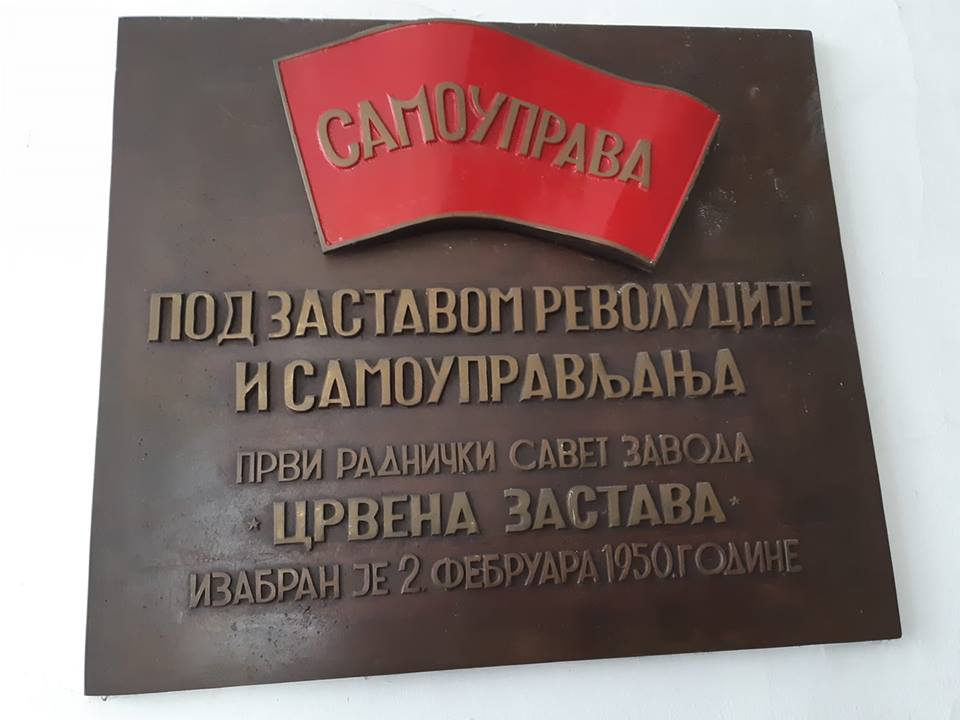 САМОУПРАВА
ПОД ЗАСТАВОМ РЕВОЛУЦИЈЕ
И САМОУПРАВЉАЊА
ПРВИ РАДНИЧКИ САВЕТ ЗАВОДА
* ЦРВЕНА ЗАСТАВА *
ИЗАБРАН ЈЕ 2. ФЕБРУАРА 1950. ГОДИНЕ